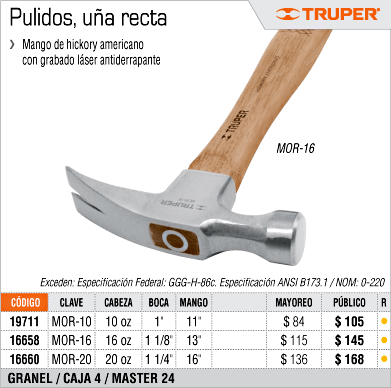 Pulidos, uña recta
TRUPER®
Mango de hickory americano
con grabado láser antiderrapante
TRUPER
MOR-16
TRUPER
Exceden: Especificación Federal: GGG-H-86c. Especificación ANSI B173.1 / NOM: 0-220
CÓDIGO CLAVE CABEZA BOCA MANGO MAYOREO PÚBLICO R
19711 MOR-10 10 oz 1" 11" $ 84 $ 105
16658 MOR-16 16 oz 1 1/8" 13" $ 115 $ 145
16660 MOR-20 20 oz 1 1/4" 16" $ 136 $ 168
GRANEL / CAJA 4 / MASTER 24